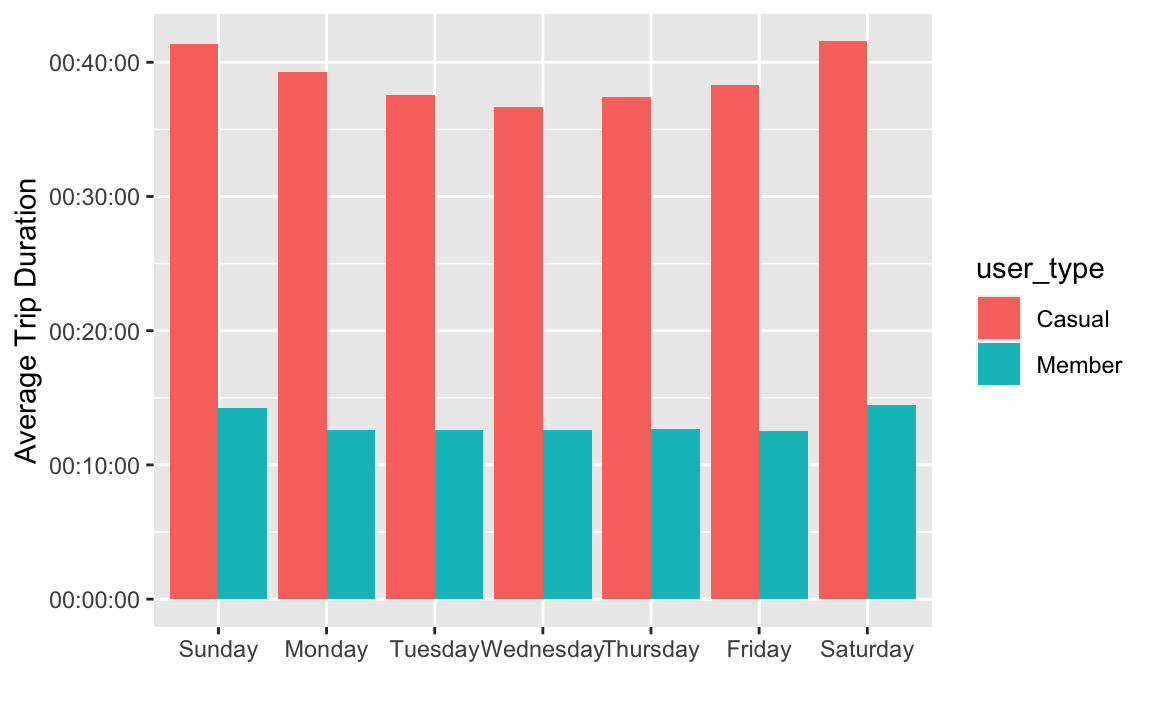 Average Trip Duration
00:40:00
00:30:00
00:20:00
00:10:00
00:00:00
Sunday Monday Tuesday Wednesday Thursday Friday Saturday
user_type
Casual
Member